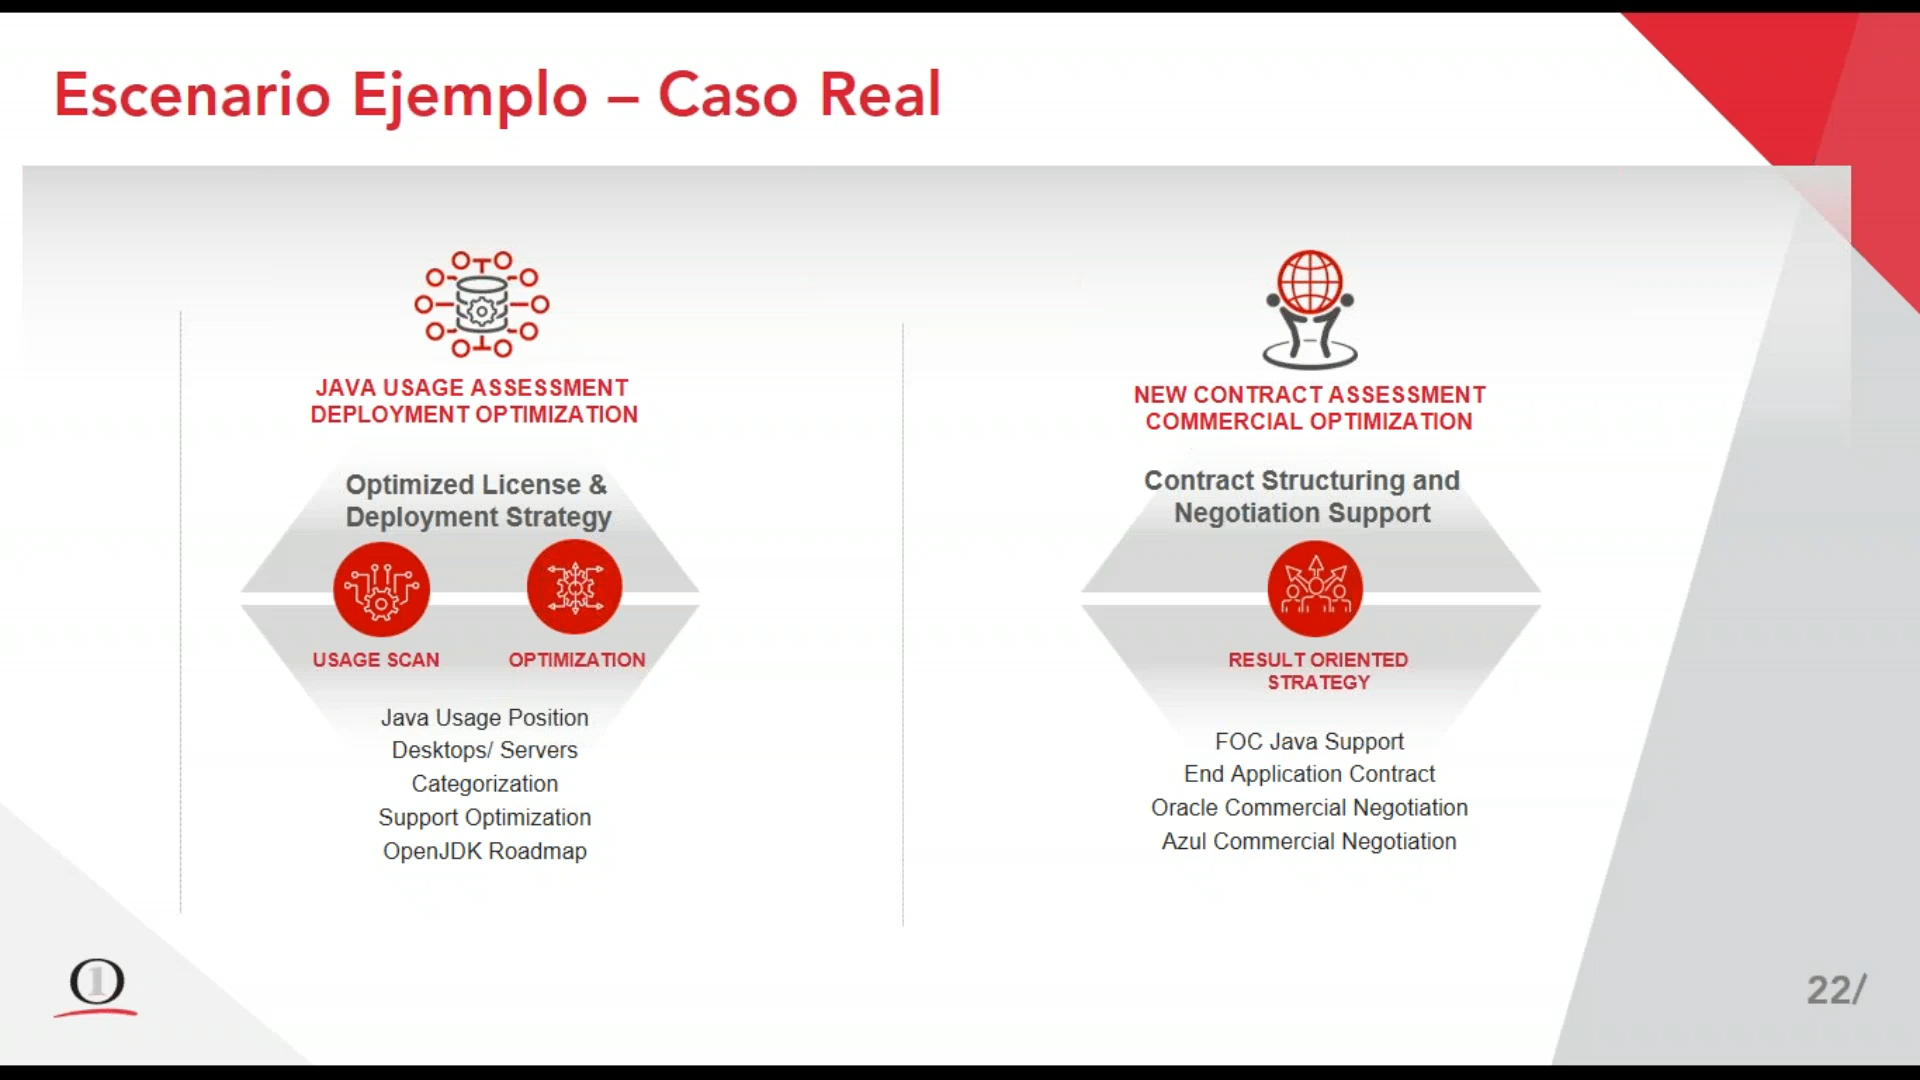 Escenario Ejemplo – Caso Real
JAVA USAGE ASSESSMENT
DEPLOYMENT OPTIMIZATION
Optimized License &
Deployment Strategy
USAGE SCAN
OPTIMIZATION
Java Usage Position
Desktops/ Servers
Categorization
Support Optimization
OpenJDK Roadmap
NEW CONTRACT ASSESSMENT
COMMERCIAL OPTIMIZATION
Contract Structuring and
Negotiation Support
RESULT ORIENTED
STRATEGY
FOC Java Support
End Application Contract
Oracle Commercial Negotiation
Azul Commercial Negotiation
1
22/